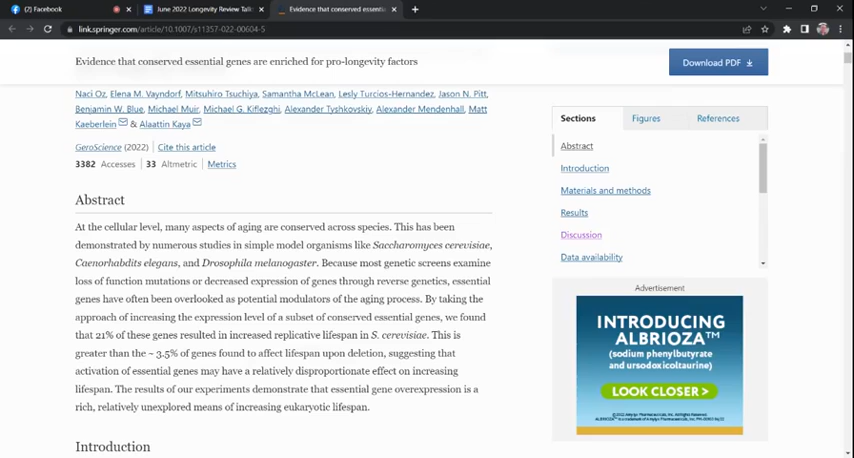 (2) Facebook
June 2022 Longevity Review Talk
Evidence that conserved essenti
link.springer.com/article/10.1007/s11357-022-00604-5
Evidence that conserved essential genes are enriched for pro-longevity factors
Download PDF
Naci Oz, Elena M. Vayndorf, Mitsuhiro Tsuchiya, Samantha McLean, Lesly Turcios-Hernandez, Jason N. Pitt,
Benjamin W. Blue, Michael Muir, Michael G. Kiflezghi, Alexander Tyshkovskiy, Alexander Mendenhall, Matt
Kaeberlein & Alaattin Kaya
GeroScience (2022) Cite this article
3382 Accesses 33 Altmetric Metrics
Abstract
At the cellular level, many aspects of aging are conserved across species. This has been
demonstrated by numerous studies in simple model organisms like Saccharomyces cerevisiae,
Caenorhabdits elegans, and Drosophila melanogaster. Because most genetic screens examine
loss of function mutations or decreased expression of genes through reverse genetics, essential
genes have often been overlooked as potential modulators of the aging process. By taking the
approach of increasing the expression level of a subset of conserved essential genes, we found
that 21% of these genes resulted in increased replicative lifespan in S. cerevisiae. This is
greater than the ~ 3.5% of genes found to affect lifespan upon deletion, suggesting that
activation of essential genes may have a relatively disproportionate effect on increasing
lifespan. The results of our experiments demonstrate that essential gene overexpression is a
rich, relatively unexplored means of increasing eukaryotic lifespan.
Introduction
Sections Figures References
Abstract
Introduction
Materials and methods
Results
Discussion
Data availability
Advertisement
INTRODUCING
ALBRIOZA™
(sodium phenylbutyrate
and ursodoxicoltaurine)
LOOK CLOSER >